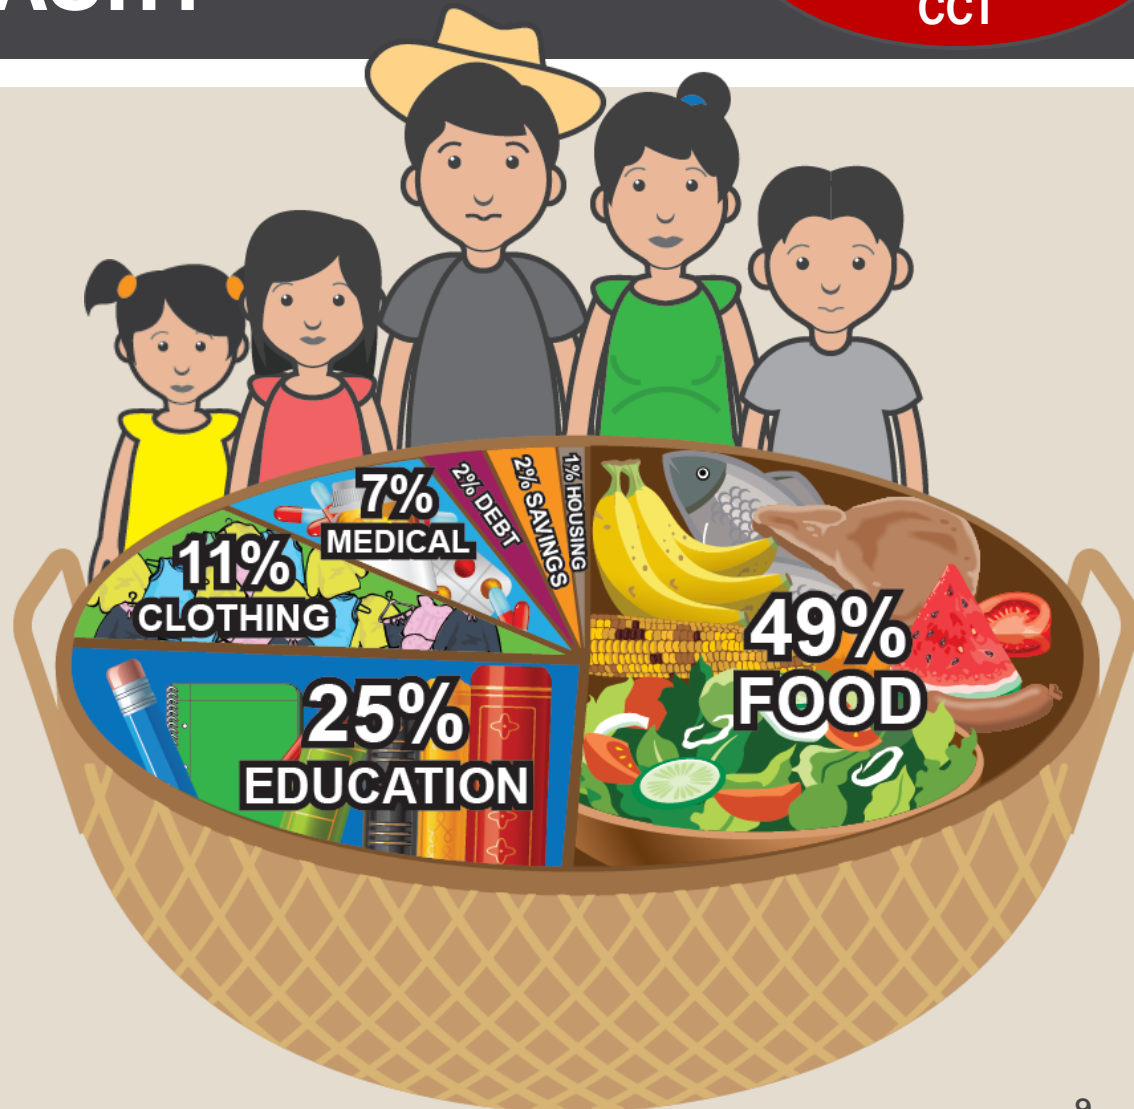 CCT
7%
MEDICAL
2% DEBT
2% SAVINGS
1% HOUSING
11%
CLOTHING
49%
FOOD
25%
EDUCATION